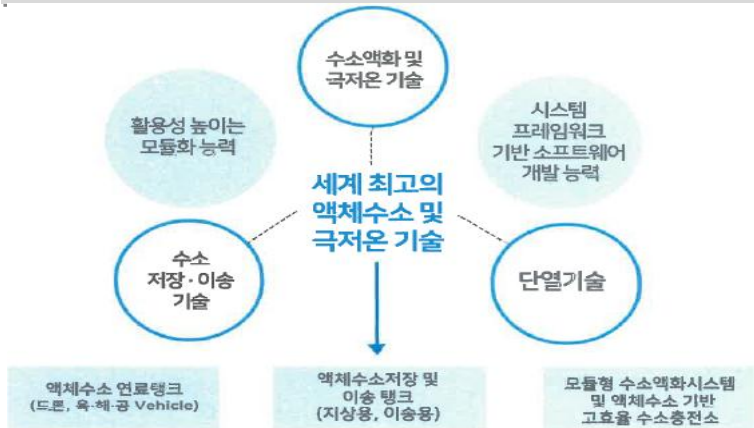 수소액화 및
극저온 기술
활용성 높이는
모듈화 능력
시스템
프레임워크
기반 소프트웨어
개발 능력
세계 최고의
액체수소 및
극저온 기술
수소
저장·이송
기술
단열기술
액체수소 연료탱크
(드론, 육·해·공 Vehicle)
액체수소저장 및
이송 탱크
(지상용, 이송용)
모듈형 수소액화시스템
및 액체수소 기반
고효율 수소충전소